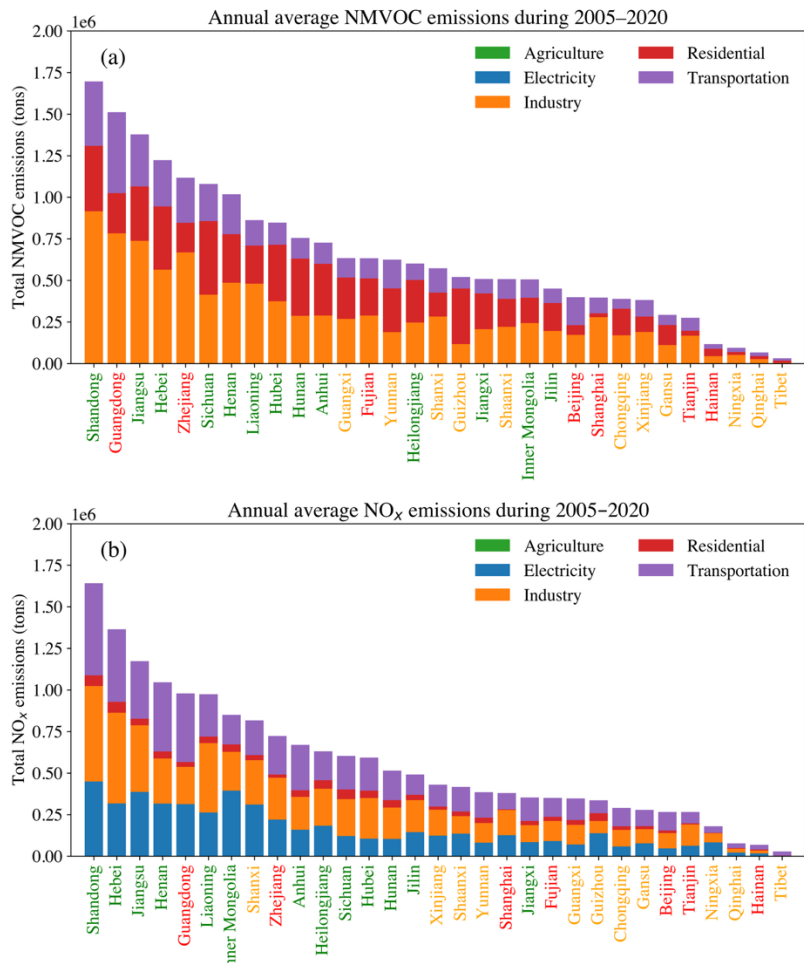 Annual average NMVOC emissions during 2005–2020
1e6
(a)
Agriculture
Electricity
Industry
Residential
Transportation
Total NMVOC emissions (tons)
2.00
1.75
1.50
1.25
1.00
0.75
0.50
0.25
0.00
Shandong
Guangdong
Jiangsu
Hebei
Zhejiang
Sichuan
Henan
Liaoning
Hubei
Hunan
Anhui
Guangxi
Fujian
Yunnan
Heilongjiang
Shanxi
Guizhou
Jiangxi
Shaanxi
Inner Mongolia
Jilin
Beijing
Shanghai
Chongqing
Xinjiang
Gansu
Tianjin
Hainan
Ningxia
Qinghai
Tibet
Annual average NOₓ emissions during 2005–2020
1e6
(b)
Agriculture
Electricity
Industry
Residential
Transportation
Total NOₓ emissions (tons)
2.00
1.75
1.50
1.25
1.00
0.75
0.50
0.25
0.00
Shandong
Hebei
Jiangsu
Henan
Guangdong
Liaoning
nner Mongolia
Shanxi
Zhejiang
Anhui
Heilongjiang
Sichuan
Hubei
Hunan
Jilin
Xinjiang
Shaanxi
Yunnan
Shanghai
Jiangxi
Fujian
Guangxi
Guizhou
Chongqing
Gansu
Beijing
Tianjin
Ningxia
Qinghai
Hainan
Tibet